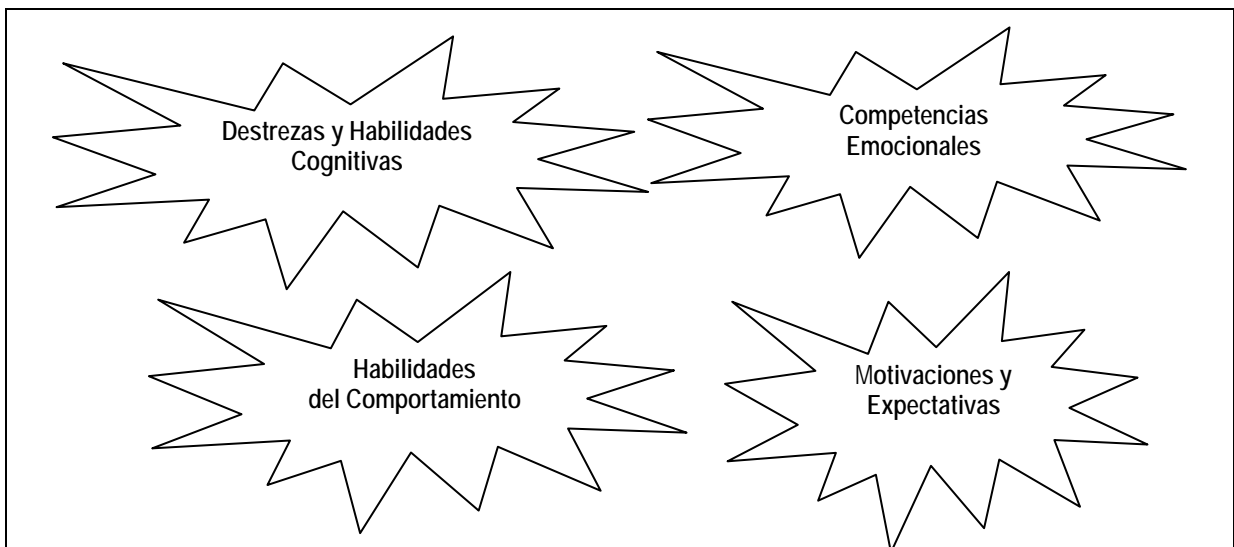 Destrezas y Habilidades
Cognitivas
Competencias
Emocionales
Habilidades
del Comportamiento
Motivaciones y
Expectativas